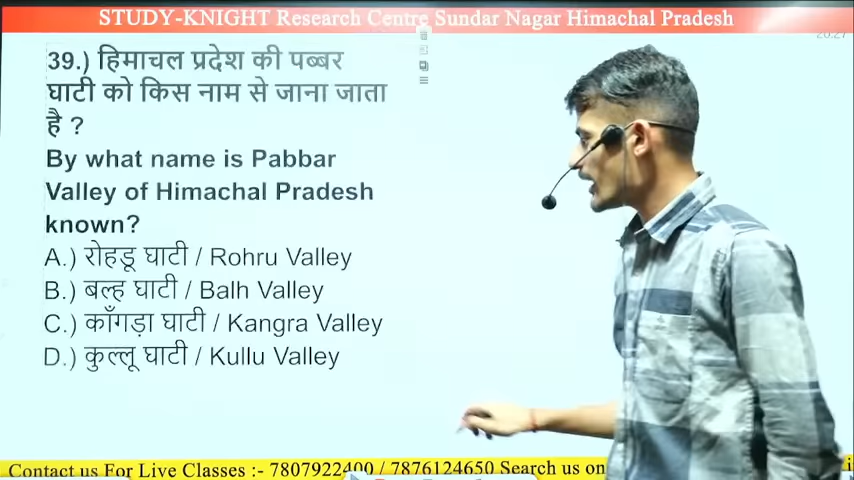 STUDY-KNIGHT Research Centre Sundar Nagar Himachal Pradesh
20:27
39.) हिमाचल प्रदेश की पब्बर
घाटी को किस नाम से जाना जाता
है ?
By what name is Pabbar
Valley of Himachal Pradesh
known?
A.) रोहडू घाटी / Rohru Valley
B.) बल्ह घाटी / Balh Valley
C.) काँगड़ा घाटी / Kangra Valley
D.) कुल्लू घाटी / Kullu Valley
Contact us For Live Classes :- 7807922400 / 7876124650 Search us on